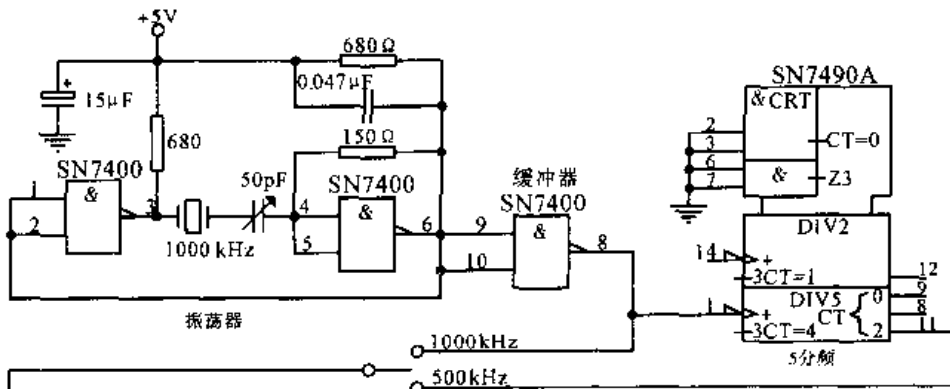 +5V
680Ω
0.047μF
15μF
680
150Ω
SN7400
&
1
2
3
1000 kHz
50pF
SN7400
&
4
5
6
缓冲器
SN7400
&
9
10
8
SN7490A
&CRT
2
3
6
7
CT=0
&
Z3
DIV2
14
+
3CT=1
12
DIV5
1
+
3CT=4
CT
0
2
9
8
11
5分频
振荡器
1000kHz
500kHz